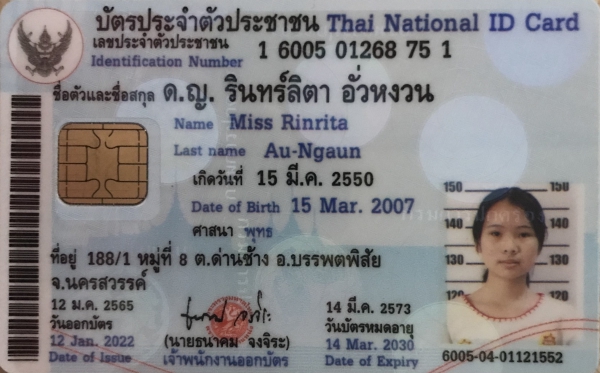 บัตรประจำตัวประชาชน Thai National ID Card
เลขประจำตัวประชาชน
Identification Number
1 6005 01268 75 1
ชื่อตัวและชื่อสกุล ด.ญ. รินทร์ลิตา อั๋วหงวน
Name Miss Rinrita
Last name Au-Ngaun
เกิดวันที่ 15 มี.ค. 2550
Date of Birth 15 Mar. 2007
ศาสนา พุทธ
ที่อยู่ 188/1 หมู่ที่ 8 ต.ด่านช้าง อ.บรรพตพิสัย
จ.นครสวรรค์
12 ม.ค. 2565
วันออกบัตร
12 Jan. 2022
Date of Issue
(นายธนาคม จงจิระ)
เจ้าพนักงานออกบัตร
14 มี.ค. 2573
วันบัตรหมดอายุ
14 Mar. 2030
Date of Expiry
150 150
140 140
130 130
120 120
6005-04-01121552